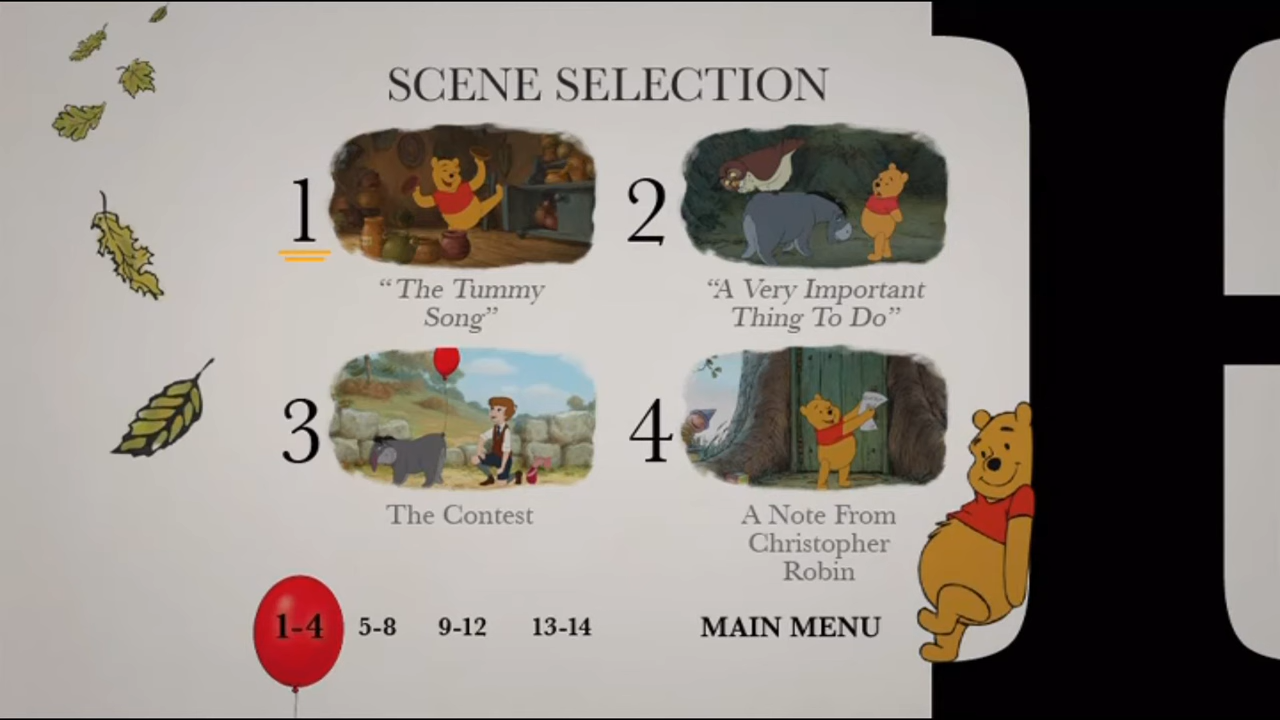 SCENE SELECTION
1
2
“The Tummy
Song”
“A Very Important
Thing To Do”
3
4
The Contest
A Note From
Christopher
Robin
1-4 5-8 9-12 13-14 MAIN MENU